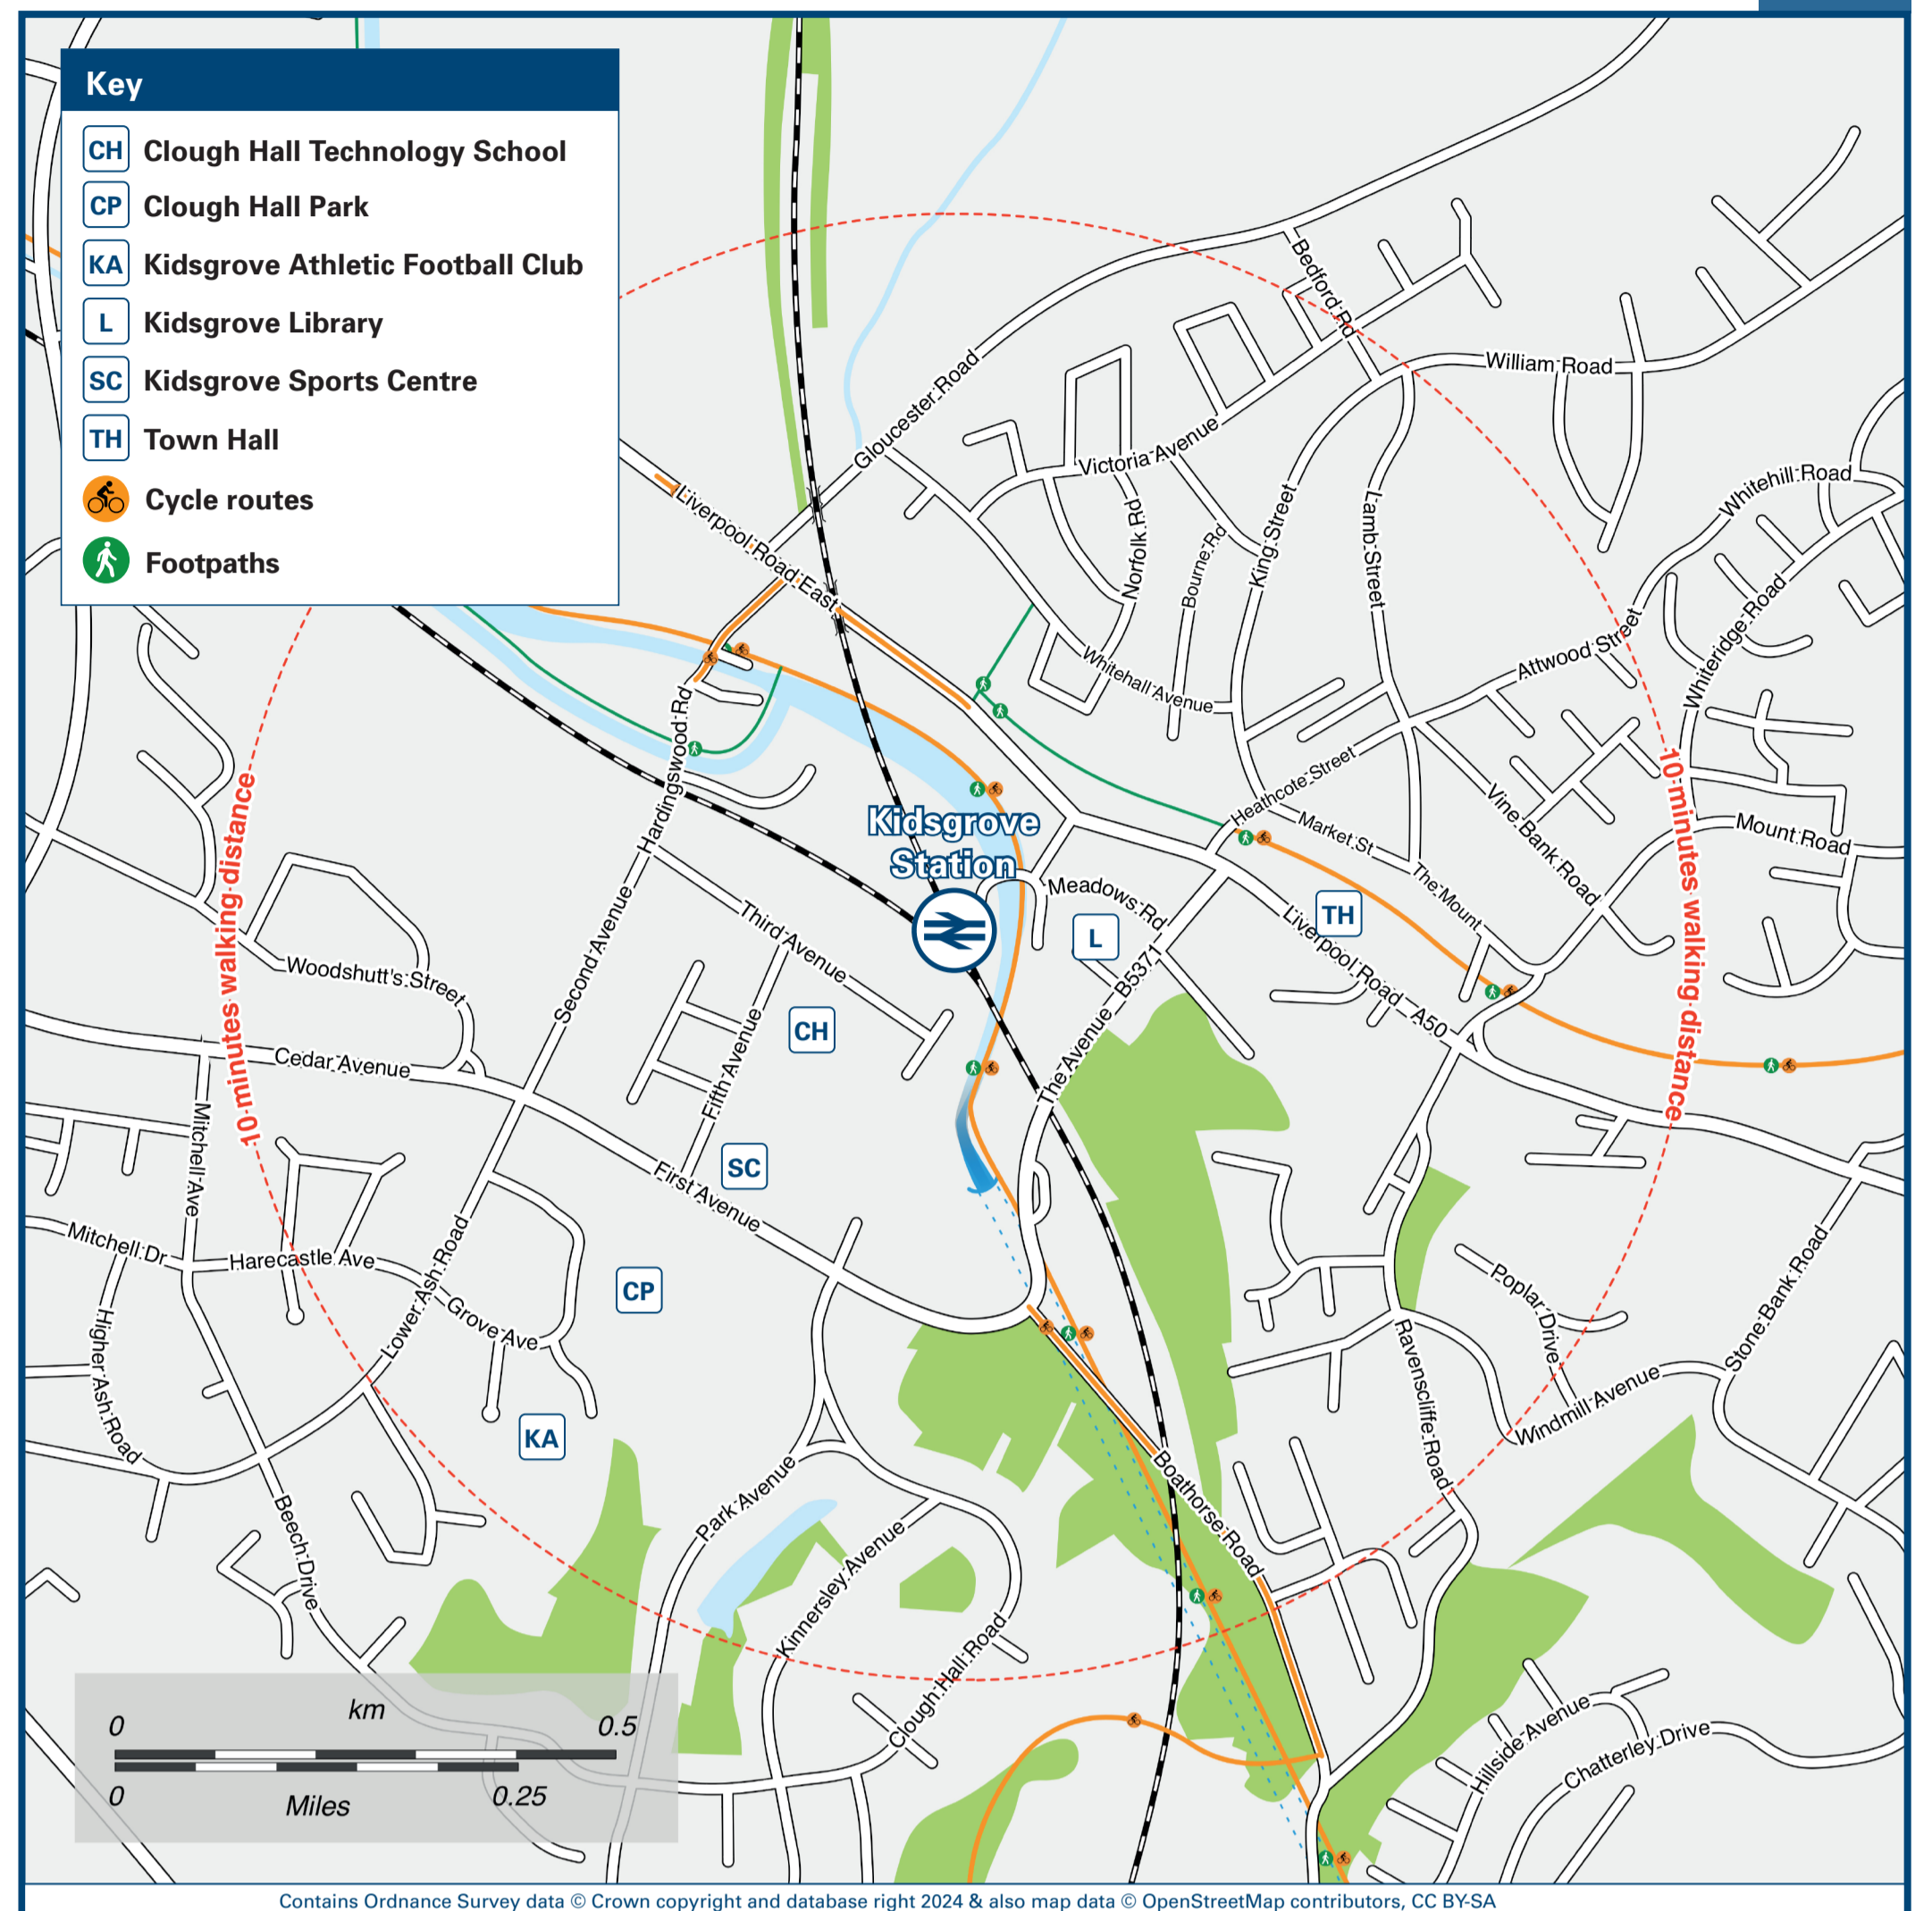 Key
CH Clough Hall Technology School
CP Clough Hall Park
KA Kidsgrove Athletic Football Club
L Kidsgrove Library
SC Kidsgrove Sports Centre
TH Town Hall
Cycle routes
Footpaths
Bedford Rd
William Road
Gloucester Road
Victoria Avenue
Whitehill Road
Liverpool Road East
Norfolk Rd
Bourne Rd
King Street
Lamb Street
Whiteridge Road
Attwood Street
Whitehall Avenue
Hardingswood Rd
Heathcote Street
Market St
Vine Bank Road
Mount Road
The Mount
Kidsgrove
Station
Meadows Rd
L
TH
Liverpool Road A50
The Avenue B5371
10 minutes walking distance
10 minutes walking distance
Third Avenue
Second Avenue
Woodshutt's Street
CH
Fifth Avenue
Cedar Avenue
Mitchell Ave
SC
First Avenue
Mitchell Dr
Harecastle Ave
Lower Ash Road
Grove Ave
CP
Higher Ash Road
KA
Poplar Drive
Stone Bank Road
Ravenscliffe Road
Windmill Avenue
Boathorse Road
Park Avenue
Beech Drive
Kinnersley Avenue
Clough Hall Road
Hillside Avenue
Chatterley Drive
km
0 0.5
0 0.25
Miles
Contains Ordnance Survey data © Crown copyright and database right 2024 & also map data © OpenStreetMap contributors, CC BY-SA